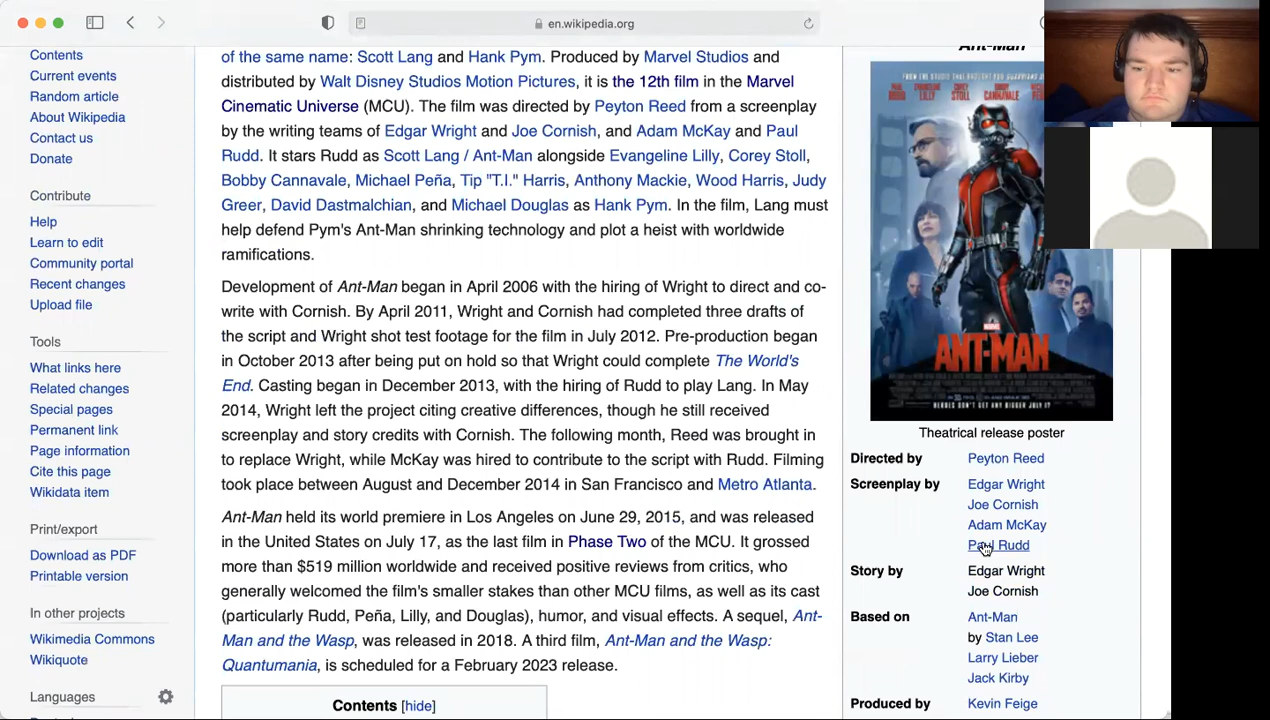 en.wikipedia.org
Contents
Current events
Random article
About Wikipedia
Contact us
Donate
Contribute
Help
Learn to edit
Community portal
Recent changes
Upload file
Tools
What links here
Related changes
Special pages
Permanent link
Page information
Cite this page
Wikidata item
Print/export
Download as PDF
Printable version
In other projects
Wikimedia Commons
Wikiquote
Languages
of the same name: Scott Lang and Hank Pym. Produced by Marvel Studios and
distributed by Walt Disney Studios Motion Pictures, it is the 12th film in the Marvel
Cinematic Universe (MCU). The film was directed by Peyton Reed from a screenplay
by the writing teams of Edgar Wright and Joe Cornish, and Adam McKay and Paul
Rudd. It stars Rudd as Scott Lang / Ant-Man alongside Evangeline Lilly, Corey Stoll,
Bobby Cannavale, Michael Peña, Tip "T.I." Harris, Anthony Mackie, Wood Harris, Judy
Greer, David Dastmalchian, and Michael Douglas as Hank Pym. In the film, Lang must
help defend Pym's Ant-Man shrinking technology and plot a heist with worldwide
ramifications.
Development of Ant-Man began in April 2006 with the hiring of Wright to direct and co-
write with Cornish. By April 2011, Wright and Cornish had completed three drafts of
the script and Wright shot test footage for the film in July 2012. Pre-production began
in October 2013 after being put on hold so that Wright could complete The World's
End. Casting began in December 2013, with the hiring of Rudd to play Lang. In May
2014, Wright left the project citing creative differences, though he still received
screenplay and story credits with Cornish. The following month, Reed was brought in
to replace Wright, while McKay was hired to contribute to the script with Rudd. Filming
took place between August and December 2014 in San Francisco and Metro Atlanta.
Ant-Man held its world premiere in Los Angeles on June 29, 2015, and was released
in the United States on July 17, as the last film in Phase Two of the MCU. It grossed
more than $519 million worldwide and received positive reviews from critics, who
generally welcomed the film's smaller stakes than other MCU films, as well as its cast
(particularly Rudd, Peña, Lilly, and Douglas), humor, and visual effects. A sequel, Ant-
Man and the Wasp, was released in 2018. A third film, Ant-Man and the Wasp:
Quantumania, is scheduled for a February 2023 release.
Contents [hide]
Ant-Man
MARVEL
ANT-MAN
HEROES DON'T GET ANY BIGGER JULY 17
Theatrical release poster
Directed by Peyton Reed
Screenplay by Edgar Wright
Joe Cornish
Adam McKay
Paul Rudd
Story by Edgar Wright
Joe Cornish
Based on Ant-Man
by Stan Lee
Larry Lieber
Jack Kirby
Produced by Kevin Feige